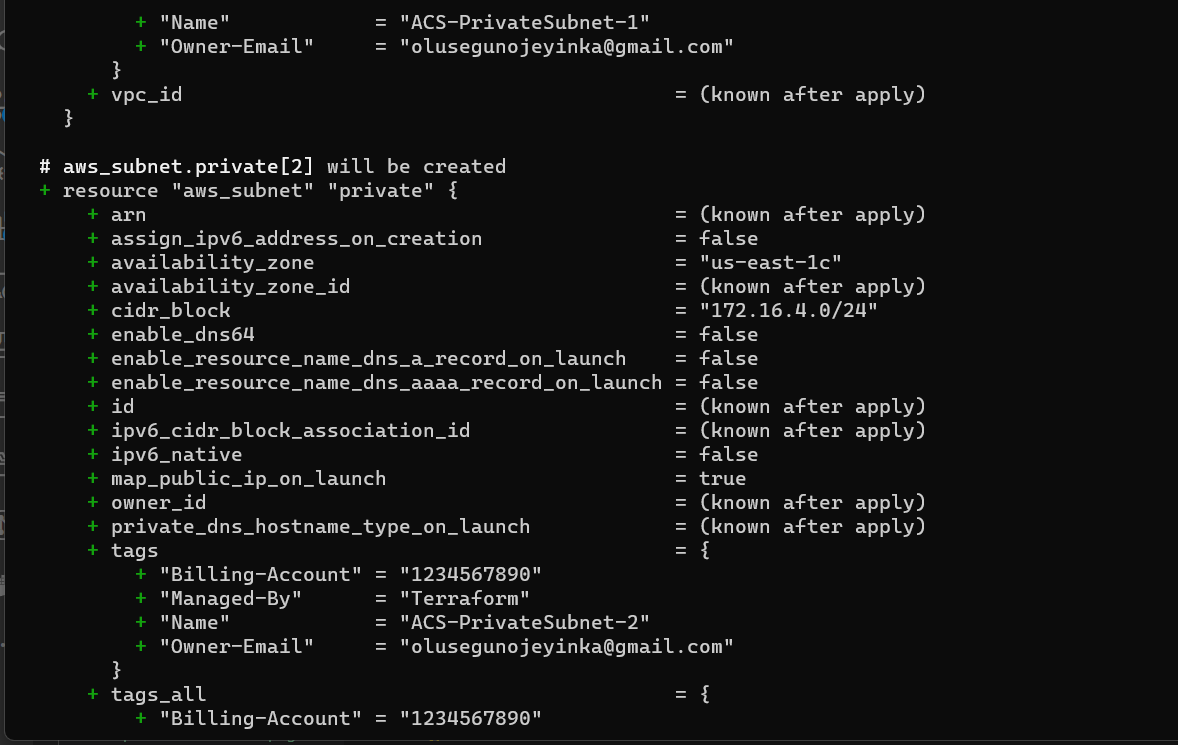 + "Name"            = "ACS-PrivateSubnet-1"
+ "Owner-Email"     = "olusegunojeyinka@gmail.com"
}
+ vpc_id                                         = (known after apply)
}
# aws_subnet.private[2] will be created
+ resource "aws_subnet" "private" {
+ arn                                            = (known after apply)
+ assign_ipv6_address_on_creation                = false
+ availability_zone                              = "us-east-1c"
+ availability_zone_id                           = (known after apply)
+ cidr_block                                     = "172.16.4.0/24"
+ enable_dns64                                   = false
+ enable_resource_name_dns_a_record_on_launch    = false
+ enable_resource_name_dns_aaaa_record_on_launch = false
+ id                                             = (known after apply)
+ ipv6_cidr_block_association_id                 = (known after apply)
+ ipv6_native                                    = false
+ map_public_ip_on_launch                        = true
+ owner_id                                       = (known after apply)
+ private_dns_hostname_type_on_launch            = (known after apply)
+ tags                                           = {
+ "Billing-Account" = "1234567890"
+ "Managed-By"      = "Terraform"
+ "Name"            = "ACS-PrivateSubnet-2"
+ "Owner-Email"     = "olusegunojeyinka@gmail.com"
}
+ tags_all                                       = {
+ "Billing-Account" = "1234567890"